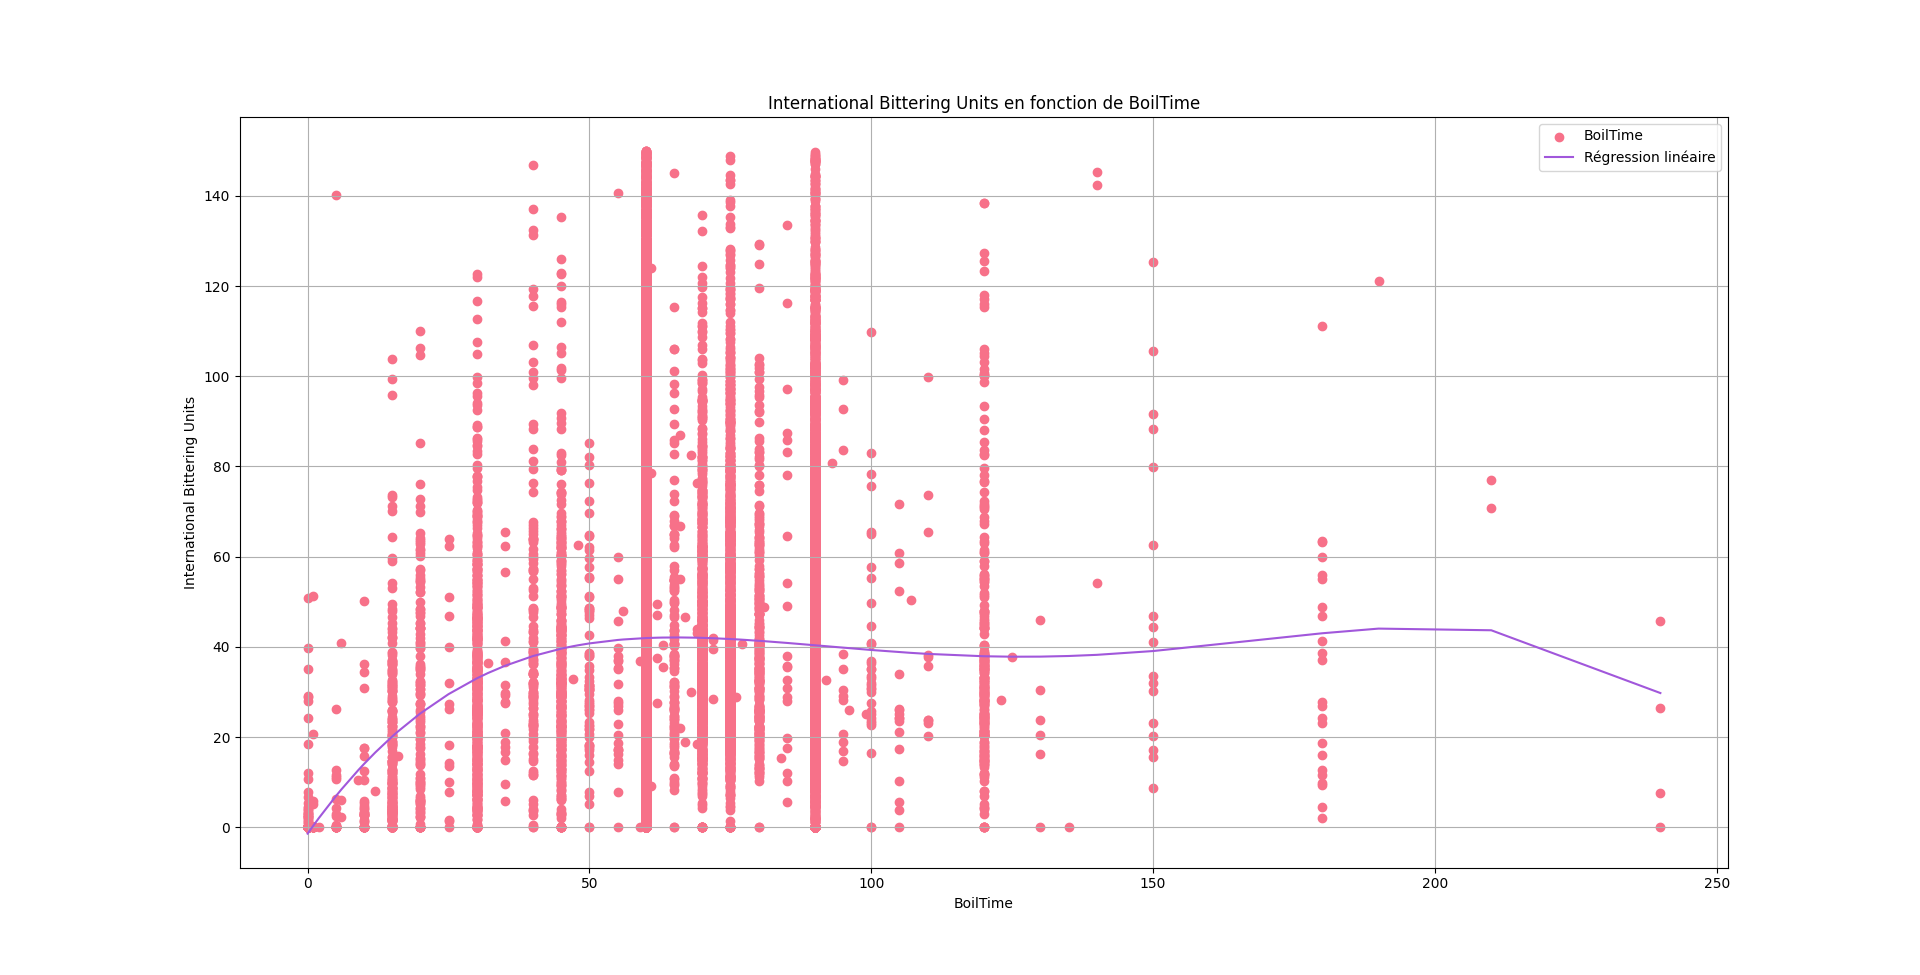 International Bittering Units en fonction de BoilTime
BoilTime
Régression linéaire
International Bittering Units
140
120
100
80
60
40
20
0
0 50 100 150 200 250
BoilTime